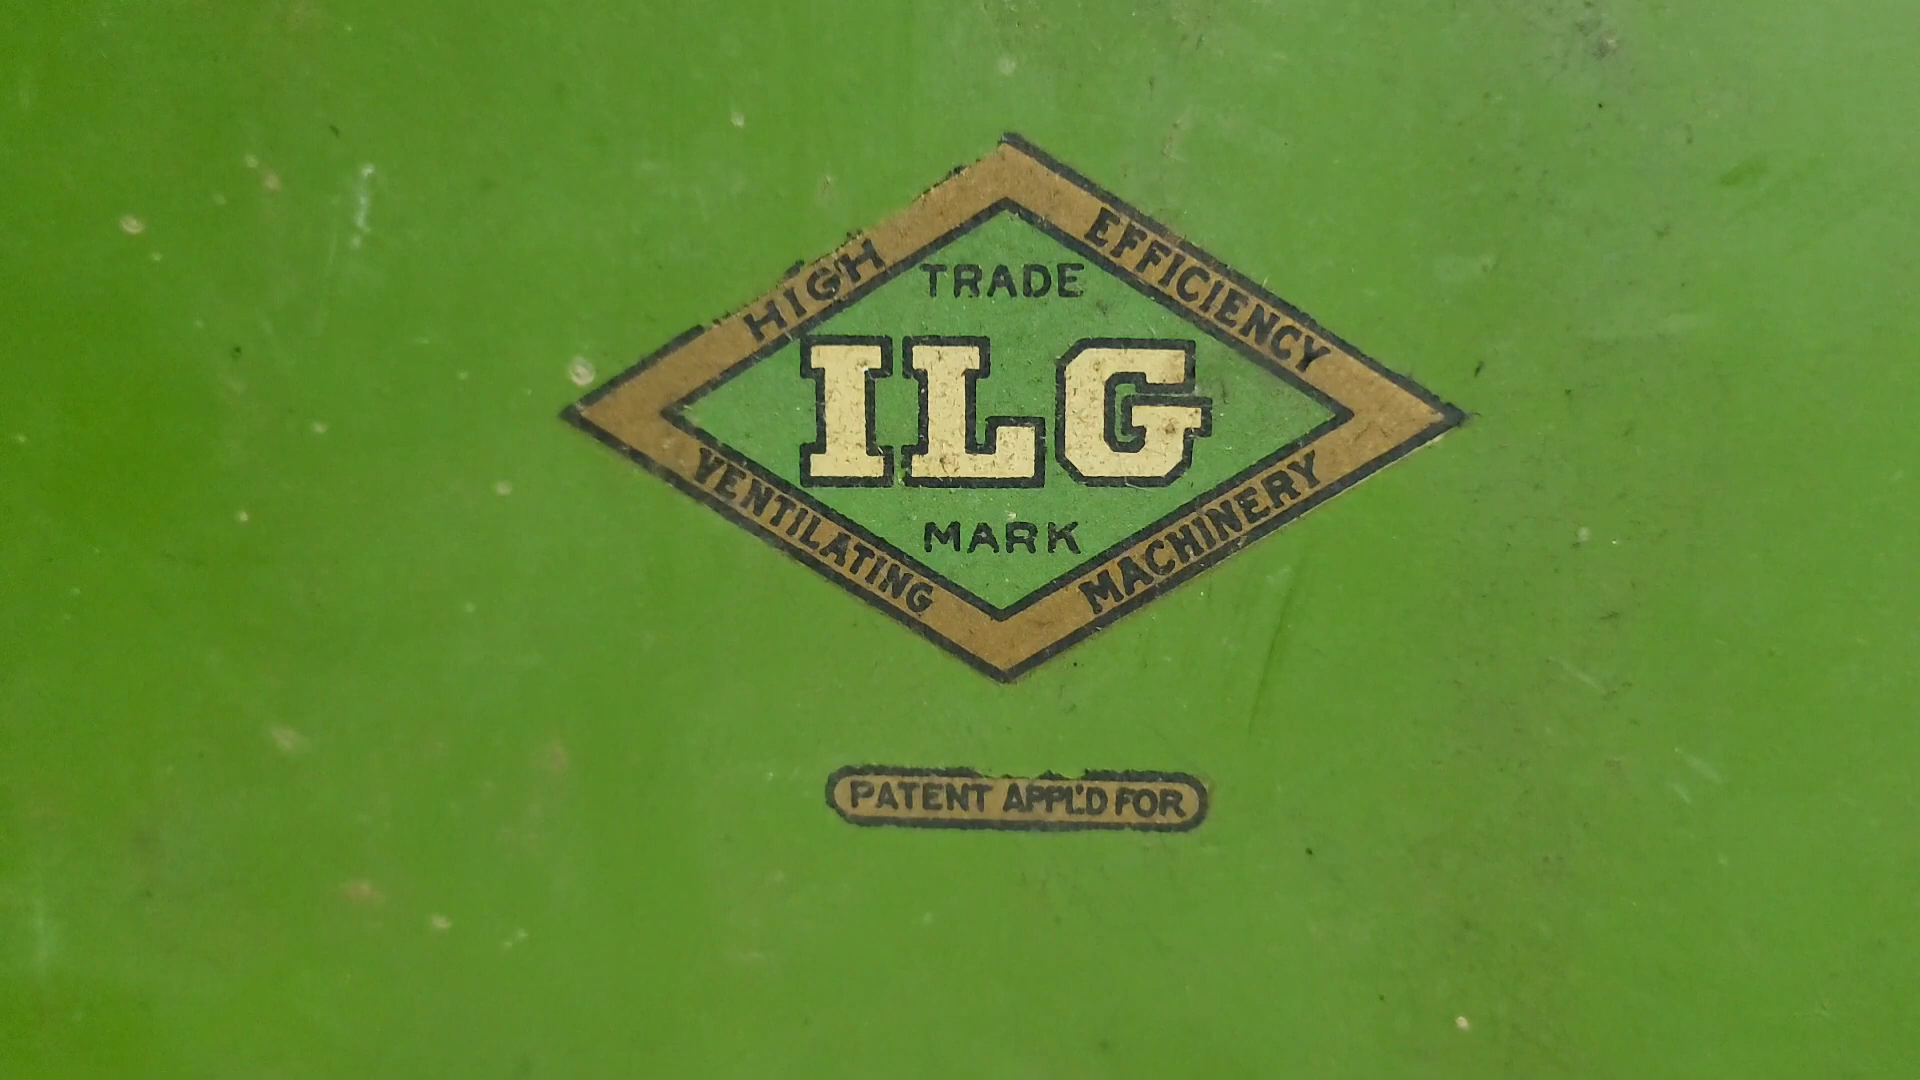 HIGH EFFICIENCY
TRADE
ILG
MARK
VENTILATING MACHINERY
PATENT APPL'D FOR